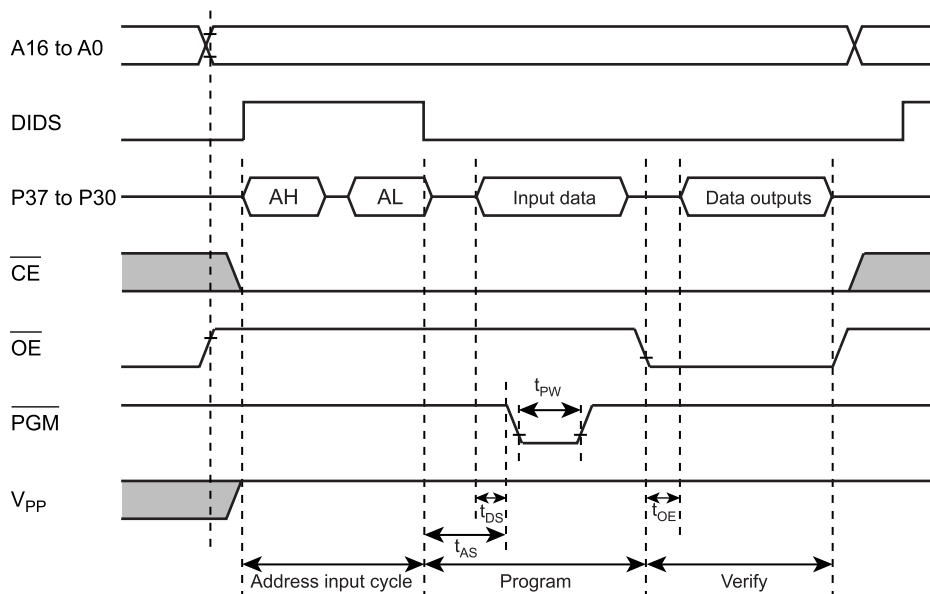 A16 to A0
DIDS
P37 to P30
AH
AL
Input data
Data outputs
CE
OE
tPW
PGM
VPP
tDS
tOE
tAS
Address input cycle
Program
Verify